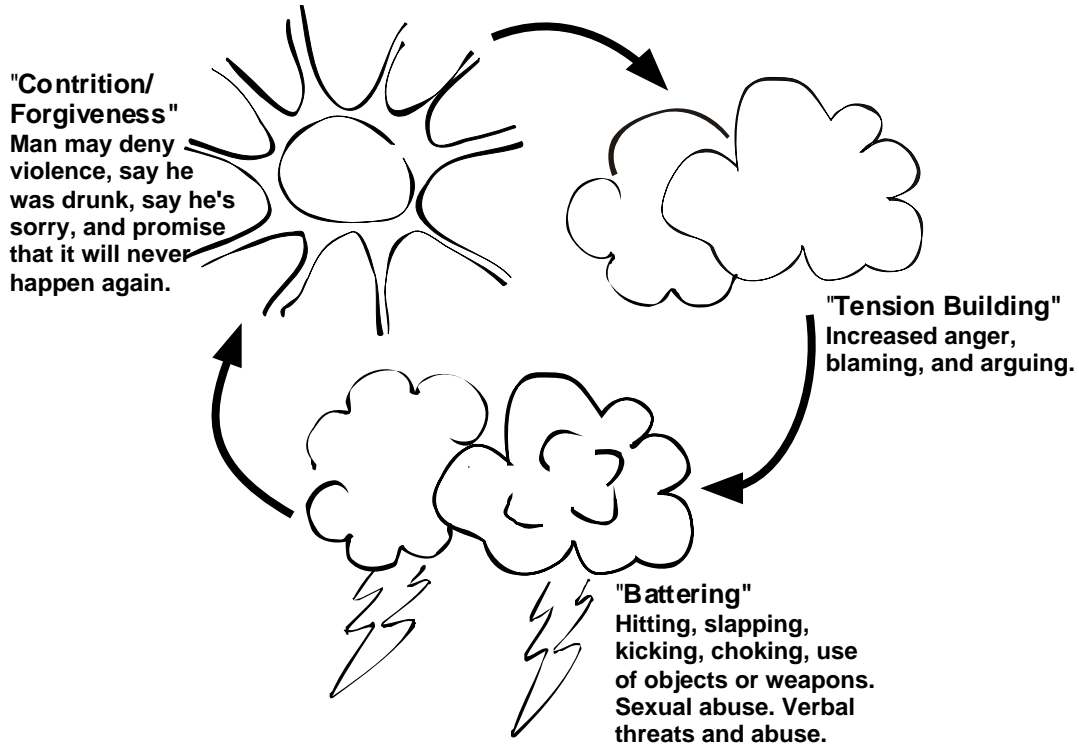 "Contrition/
Forgiveness"
Man may deny
violence, say he
was drunk, say he's
sorry, and promise
that it will never
happen again.
"Tension Building"
Increased anger,
blaming, and arguing.
"Battering"
Hitting, slapping,
kicking, choking, use
of objects or weapons.
Sexual abuse. Verbal
threats and abuse.